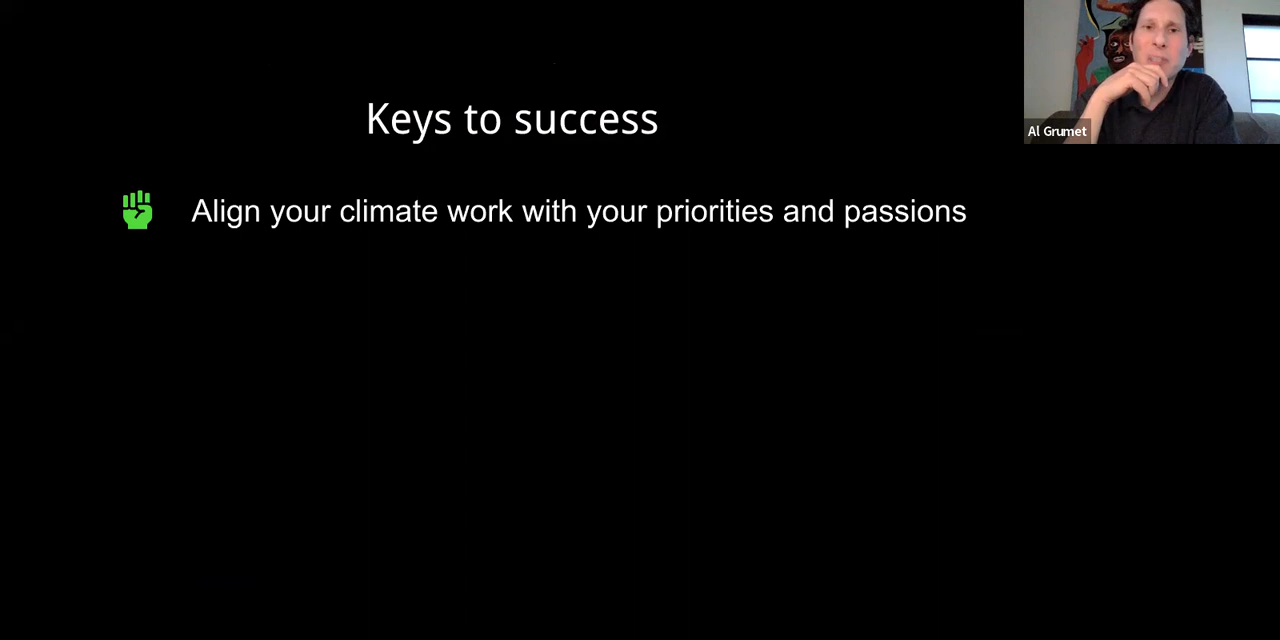 Keys to success
Align your climate work with your priorities and passions
Al Grumet